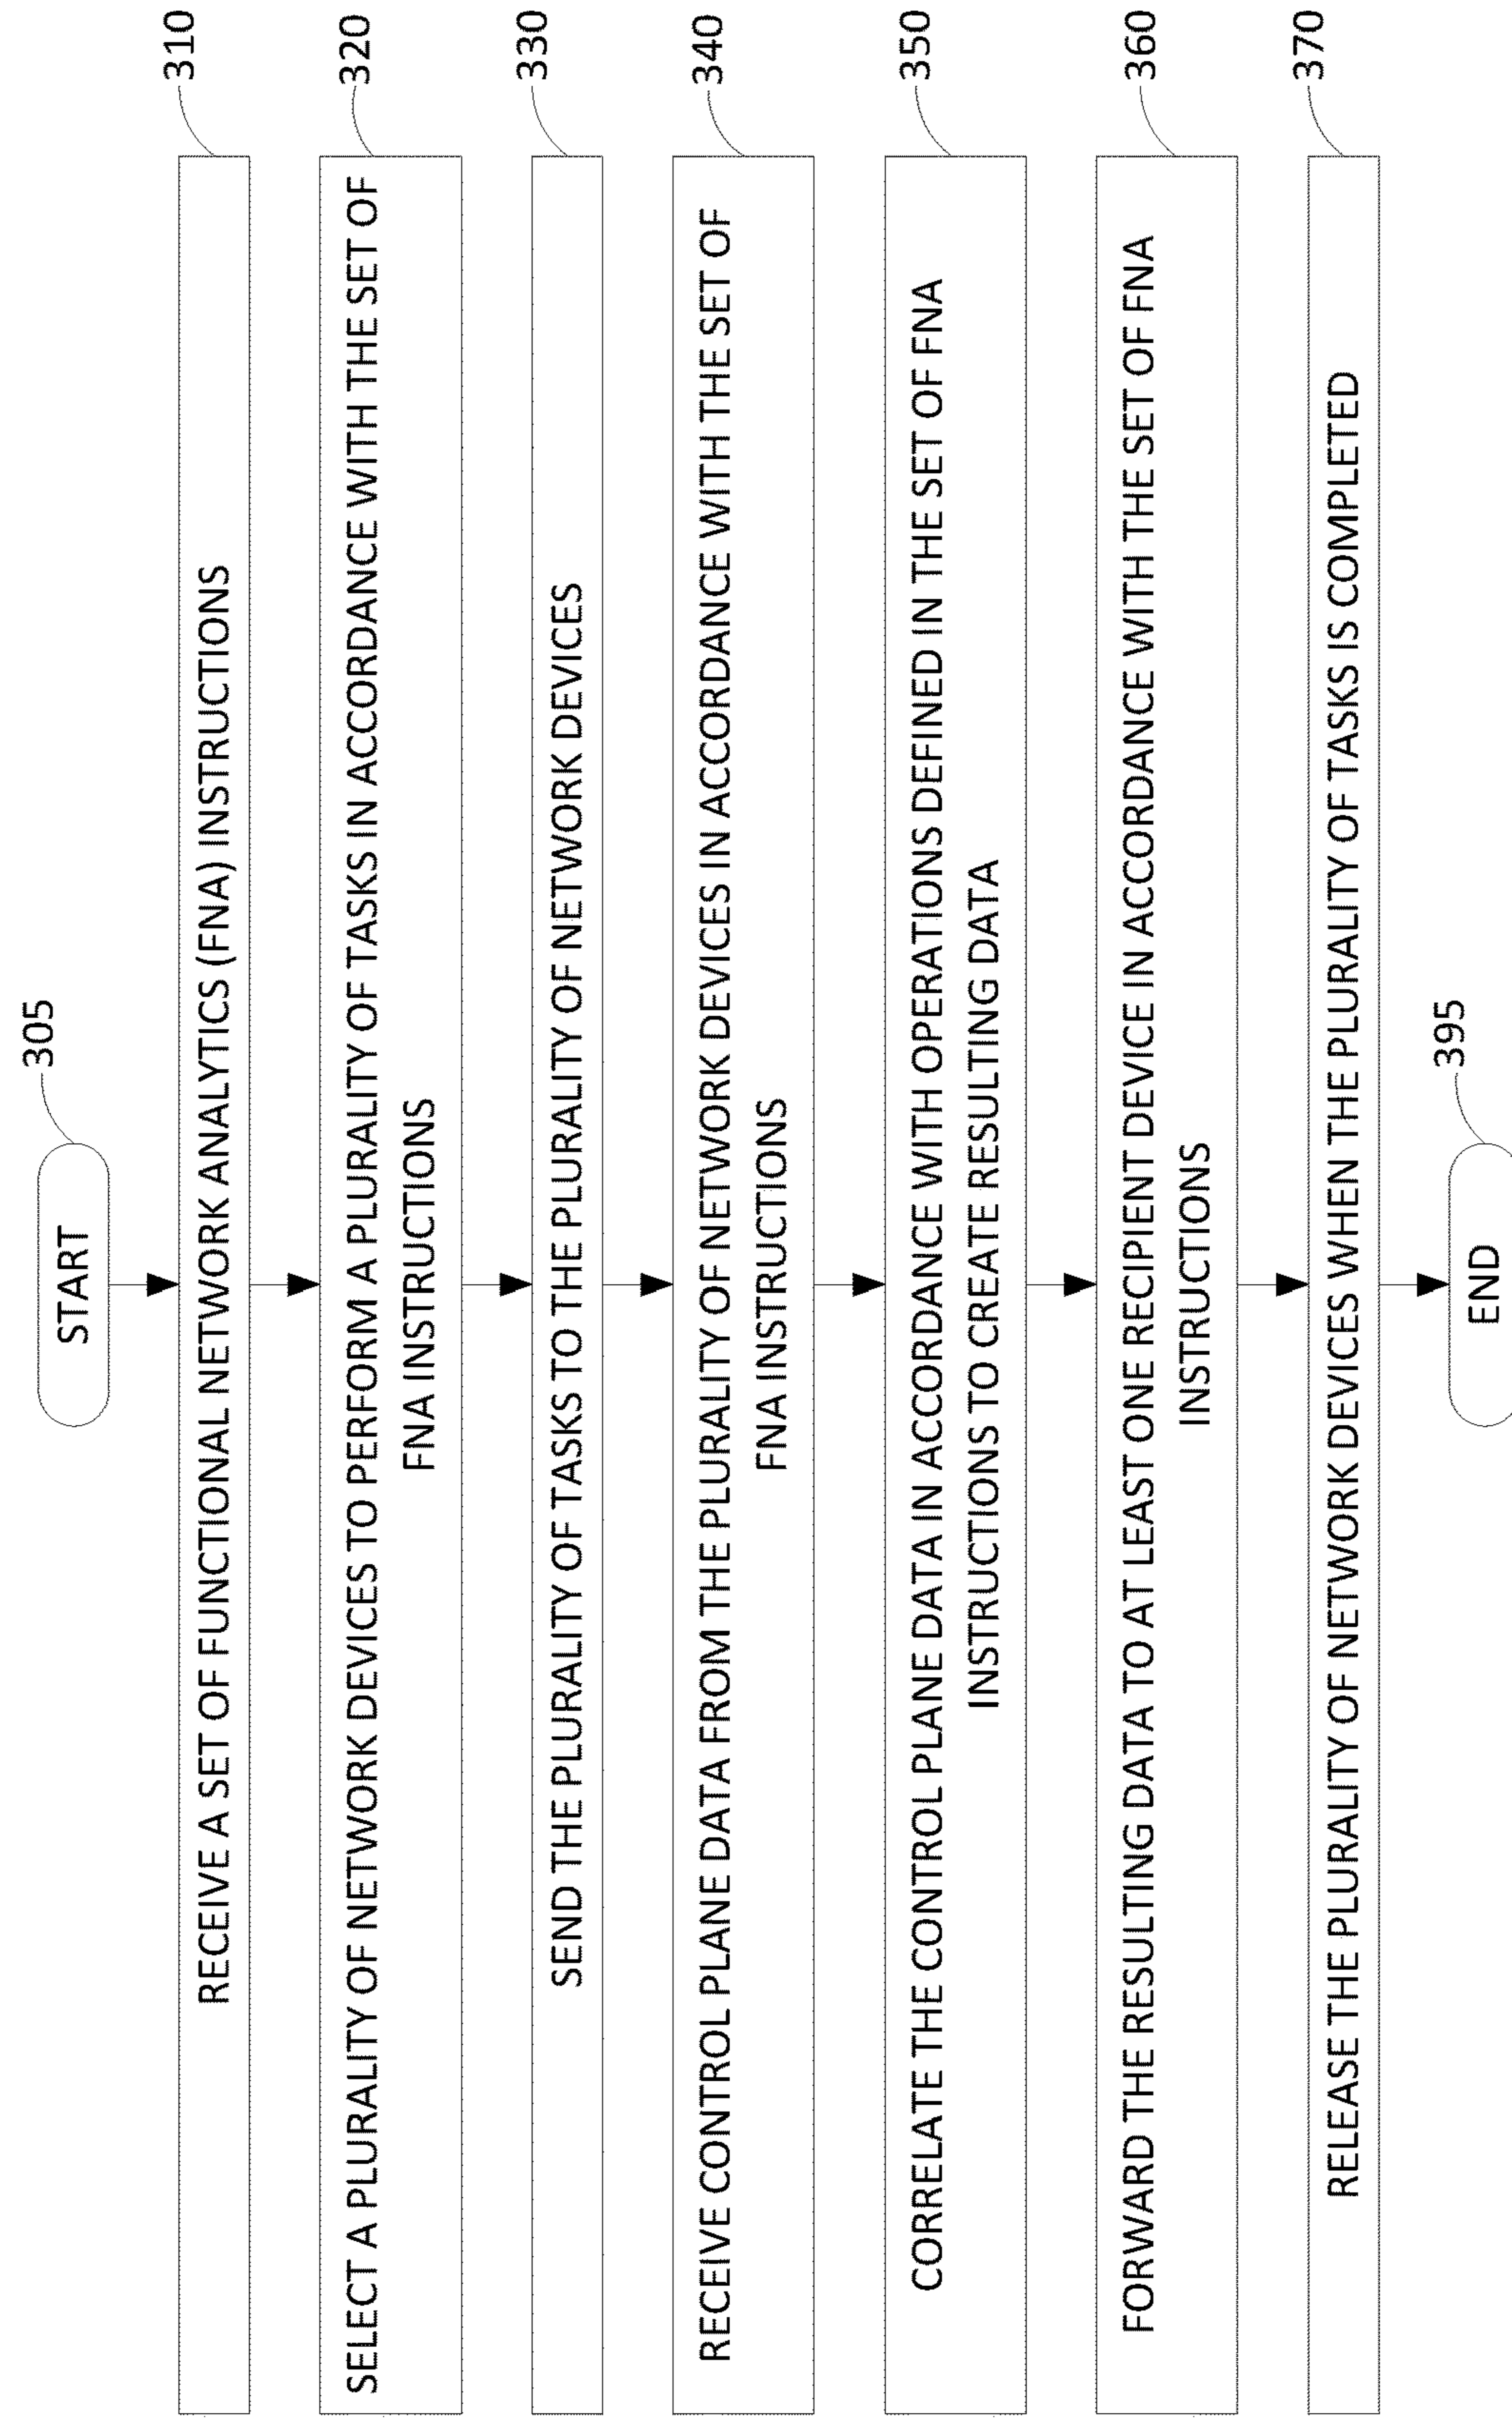 305
START
310
RECEIVE A SET OF FUNCTIONAL NETWORK ANALYTICS (FNA) INSTRUCTIONS
320
SELECT A PLURALITY OF NETWORK DEVICES TO PERFORM A PLURALITY OF TASKS IN ACCORDANCE WITH THE SET OF
FNA INSTRUCTIONS
330
SEND THE PLURALITY OF TASKS TO THE PLURALITY OF NETWORK DEVICES
340
RECEIVE CONTROL PLANE DATA FROM THE PLURALITY OF NETWORK DEVICES IN ACCORDANCE WITH THE SET OF
FNA INSTRUCTIONS
350
CORRELATE THE CONTROL PLANE DATA IN ACCORDANCE WITH OPERATIONS DEFINED IN THE SET OF FNA
INSTRUCTIONS TO CREATE RESULTING DATA
360
FORWARD THE RESULTING DATA TO AT LEAST ONE RECIPIENT DEVICE IN ACCORDANCE WITH THE SET OF FNA
INSTRUCTIONS
370
RELEASE THE PLURALITY OF NETWORK DEVICES WHEN THE PLURALITY OF TASKS IS COMPLETED
395
END